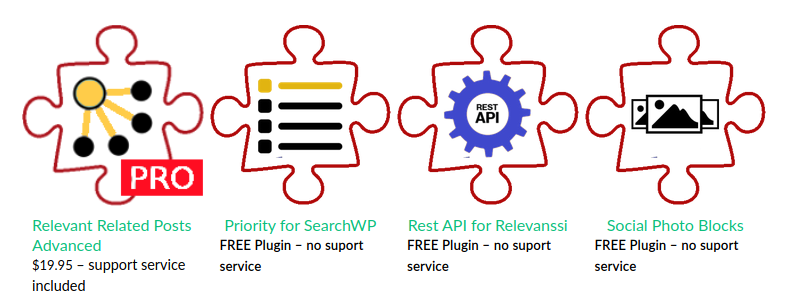 REST
API
PRO
Relevant Related Posts
Advanced
$19.95 – support service
included
Priority for SearchWP
FREE Plugin – no suport
service
Rest API for Relevanssi
FREE Plugin – no suport
service
Social Photo Blocks
FREE Plugin – no suport
service